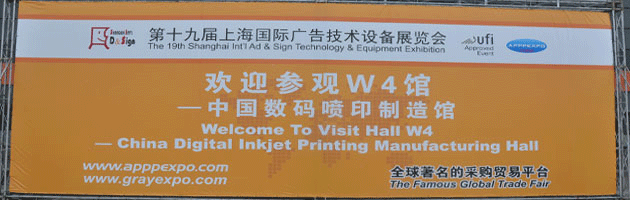 第十九届上海国际广告技术设备展览会
The 19th Shanghai Int'l Ad & Sign Technology & Equipment Exhibition
ufi
Approved
Event
APPPEXPO
欢迎参观W4馆
—中国数码喷印制造馆
Welcome To Visit Hall W4
— China Digital Inkjet Printing Manufacturing Hall
www.apppexpo.com
www.grayexpo.com
全球著名的采购贸易平台
The Famous Global Trade Fair